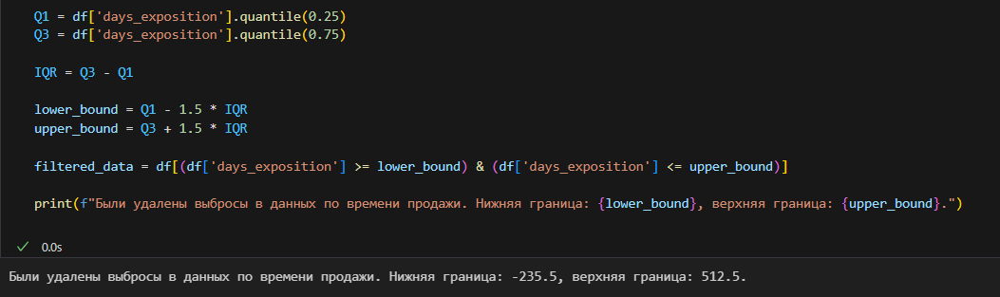 Q1 = df['days_exposition'].quantile(0.25)
Q3 = df['days_exposition'].quantile(0.75)
IQR = Q3 - Q1
lower_bound = Q1 - 1.5 * IQR
upper_bound = Q3 + 1.5 * IQR
filtered_data = df[(df['days_exposition'] >= lower_bound) & (df['days_exposition'] <= upper_bound)]
print(f"Были удалены выбросы в данных по времени продажи. Нижняя граница: {lower_bound}, верхняя граница: {upper_bound}.")
0.0s
Были удалены выбросы в данных по времени продажи. Нижняя граница: -235.5, верхняя граница: 512.5.